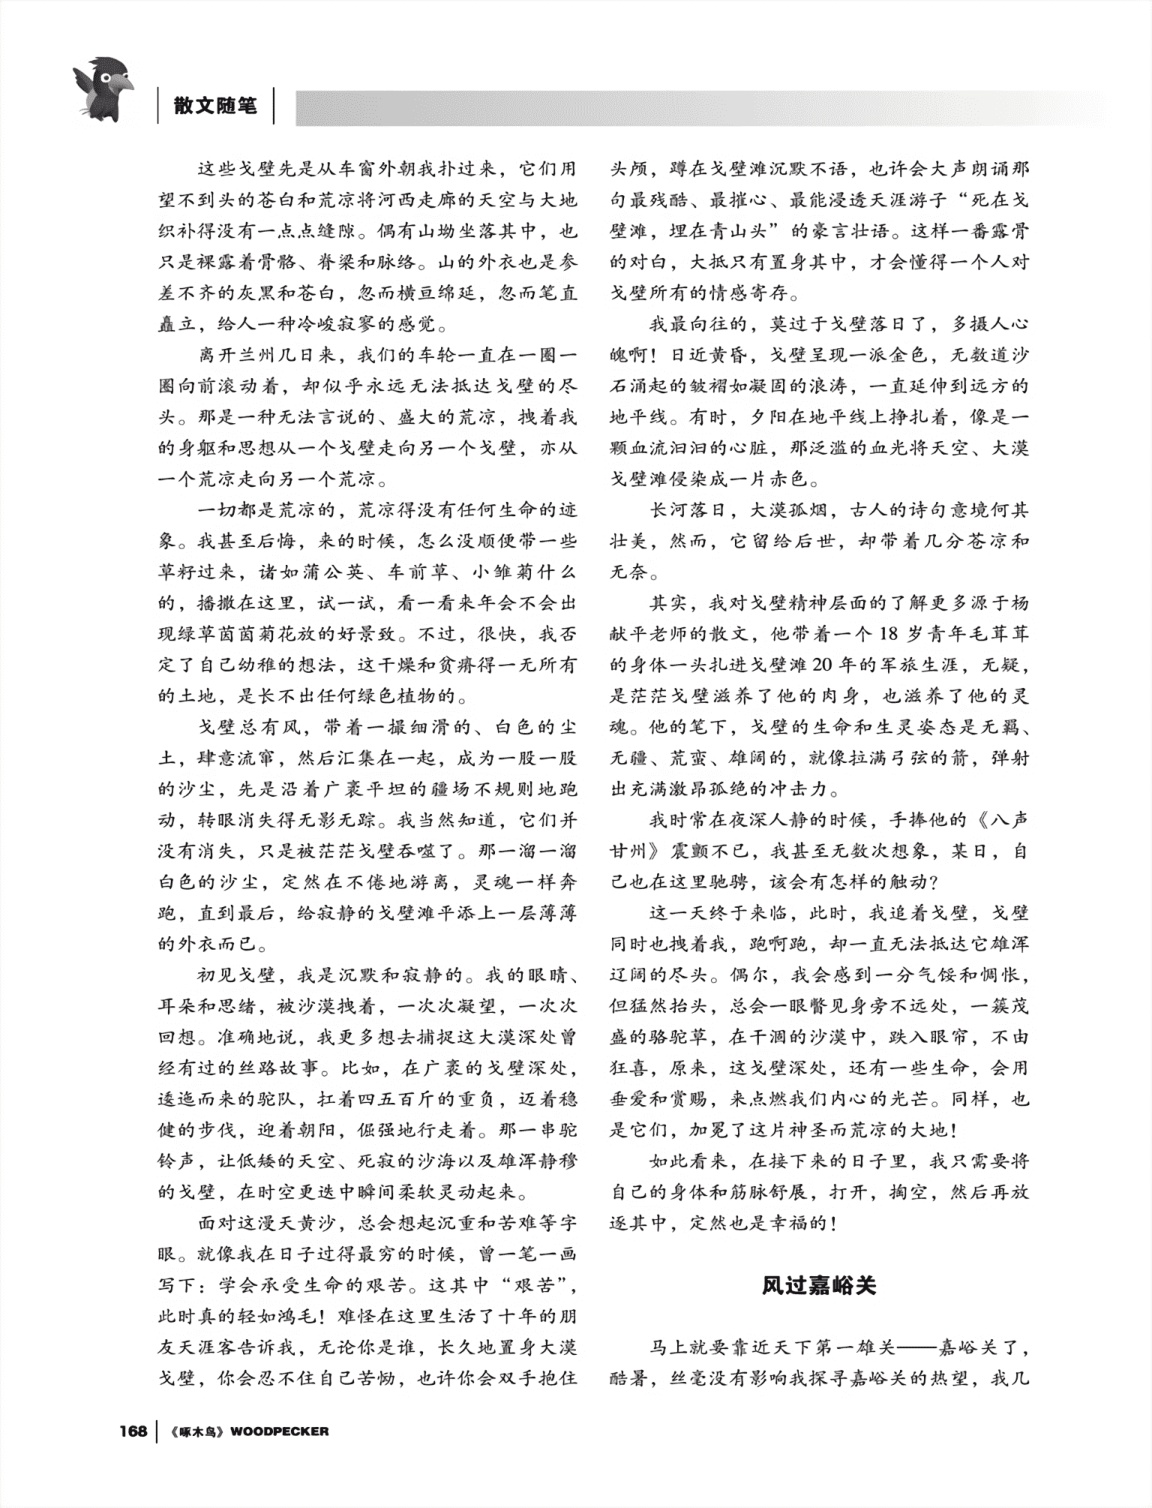 散文随笔
这些戈壁先是从车窗外朝我扑过来，它们用
望不到头的苍白和荒凉将河西走廊的天空与大地
织补得没有一点点缝隙。偶有山坳坐落其中，也
只是裸露着骨骼、脊梁和脉络。山的外衣也是参
差不齐的灰黑和苍白，忽而横亘绵延，忽而笔直
矗立，给人一种冷峻寂寥的感觉。
离开兰州几日来，我们的车轮一直在一圈一
圈向前滚动着，却似乎永远无法抵达戈壁的尽
头。那是一种无法言说的、盛大的荒凉，拽着我
的身躯和思想从一个戈壁走向另一个戈壁，亦从
一个荒凉走向另一个荒凉。
一切都是荒凉的，荒凉得没有任何生命的迹
象。我甚至后悔，来的时候，怎么没顺便带一些
草籽过来，诸如蒲公英、车前草、小雏菊什么
的，播撒在这里，试一试，看一看来年会不会出
现绿草茵茵菊花放的好景致。不过，很快，我否
定了自己幼稚的想法，这干燥和贫瘠得一无所有
的土地，是长不出任何绿色植物的。
戈壁总有风，带着一撮细滑的、白色的尘
土，肆意流窜，然后汇集在一起，成为一股一股
的沙尘，先是沿着广袤平坦的疆场不规则地跑
动，转眼消失得无影无踪。我当然知道，它们并
没有消失，只是被茫茫戈壁吞噬了。那一溜一溜
白色的沙尘，定然在不倦地游离，灵魂一样奔
跑，直到最后，给寂静的戈壁滩平添上一层薄薄
的外衣而已。
初见戈壁，我是沉默和寂静的。我的眼睛、
耳朵和思绪，被沙漠拽着，一次次凝望，一次次
回想。准确地说，我更多想去捕捉这大漠深处曾
经有过的丝路故事。比如，在广袤的戈壁深处，
逶迤而来的驼队，扛着四五百斤的重负，迈着稳
健的步伐，迎着朝阳，倔强地行走着。那一串驼
铃声，让低矮的天空、死寂的沙海以及雄浑静穆
的戈壁，在时空更迭中瞬间柔软灵动起来。
面对这漫天黄沙，总会想起沉重和苦难等字
眼。就像我在日子过得最穷的时候，曾一笔一画
写下：学会承受生命的艰苦。这其中“艰苦”，
此时真的轻如鸿毛！难怪在这里生活了十年的朋
友天涯客告诉我，无论你是谁，长久地置身大漠
戈壁，你会忍不住自己苦恸，也许你会双手抱住
头颅，蹲在戈壁滩沉默不语，也许会大声朗诵那
句最残酷、最摧心、最能浸透天涯游子“死在戈
壁滩，埋在青山头”的豪言壮语。这样一番露骨
的对白，大抵只有置身其中，才会懂得一个人对
戈壁所有的情感寄存。
我最向往的，莫过于戈壁落日了，多摄人心
魄啊！日近黄昏，戈壁呈现一派金色，无数道沙
石涌起的皱褶如凝固的浪涛，一直延伸到远方的
地平线。有时，夕阳在地平线上挣扎着，像是一
颗血流汩汩的心脏，那泛滥的血光将天空、大漠
戈壁滩侵染成一片赤色。
长河落日，大漠孤烟，古人的诗句意境何其
壮美，然而，它留给后世，却带着几分苍凉和
无奈。
其实，我对戈壁精神层面的了解更多源于杨
献平老师的散文，他带着一个 18 岁青年毛茸茸
的身体一头扎进戈壁滩 20 年的军旅生涯，无疑，
是茫茫戈壁滋养了他的肉身，也滋养了他的灵
魂。他的笔下，戈壁的生命和生灵姿态是无羁、
无疆、荒蛮、雄阔的，就像拉满弓弦的箭，弹射
出充满激昂孤绝的冲击力。
我时常在夜深人静的时候，手捧他的《八声
甘州》震颤不已，我甚至无数次想象，某日，自
己也在这里驰骋，该会有怎样的触动？
这一天终于来临，此时，我追着戈壁，戈壁
同时也拽着我，跑啊跑，却一直无法抵达它雄浑
辽阔的尽头。偶尔，我会感到一分气馁和惆怅，
但猛然抬头，总会一眼瞥见身旁不远处，一簇茂
盛的骆驼草，在干涸的沙漠中，跌入眼帘，不由
狂喜，原来，这戈壁深处，还有一些生命，会用
垂爱和赏赐，来点燃我们内心的光芒。同样，也
是它们，加冕了这片神圣而荒凉的大地！
如此看来，在接下来的日子里，我只需要将
自己的身体和筋脉舒展，打开，掏空，然后再放
逐其中，定然也是幸福的！
风过嘉峪关
马上就要靠近天下第一雄关——嘉峪关了，
酷暑，丝毫没有影响我探寻嘉峪关的热望，我几
168 《啄木鸟》WOODPECKER